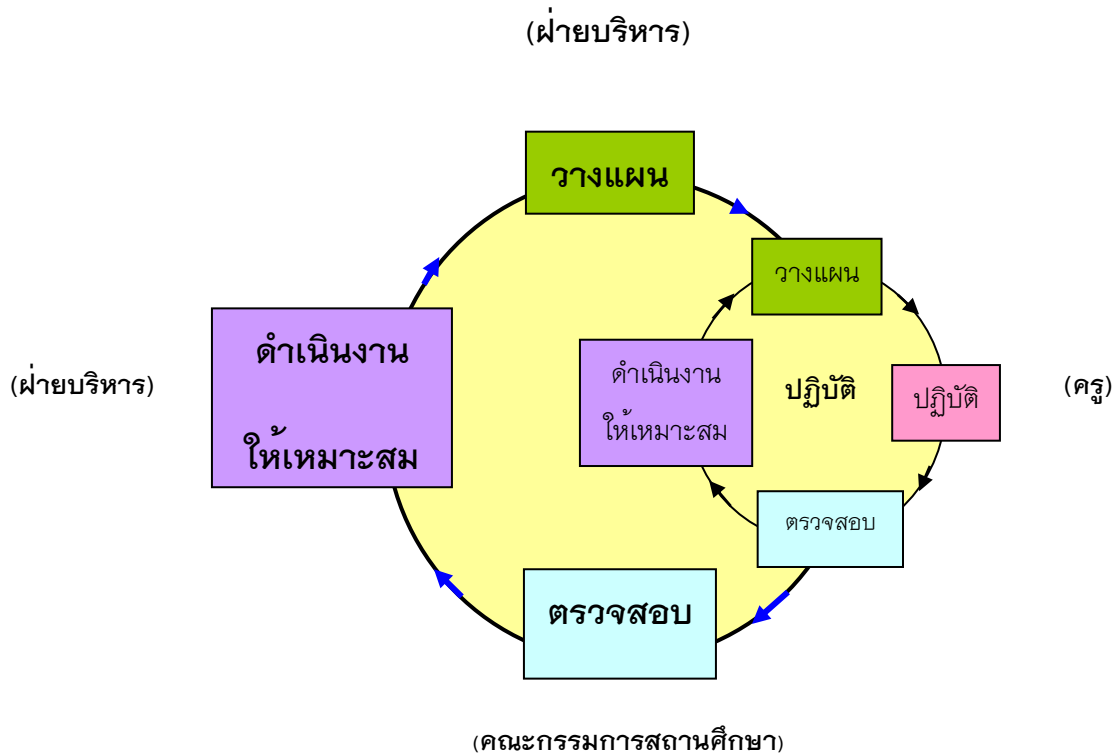 (ฝ่ายบริหาร)
วางแผน
วางแผน
ดำเนินงาน
ให้เหมาะสม
(ฝ่ายบริหาร)
ดำเนินงาน
ให้เหมาะสม
ปฏิบัติ
ปฏิบัติ
(ครู)
ตรวจสอบ
ตรวจสอบ
(คณะกรรมการสถานศึกษา)